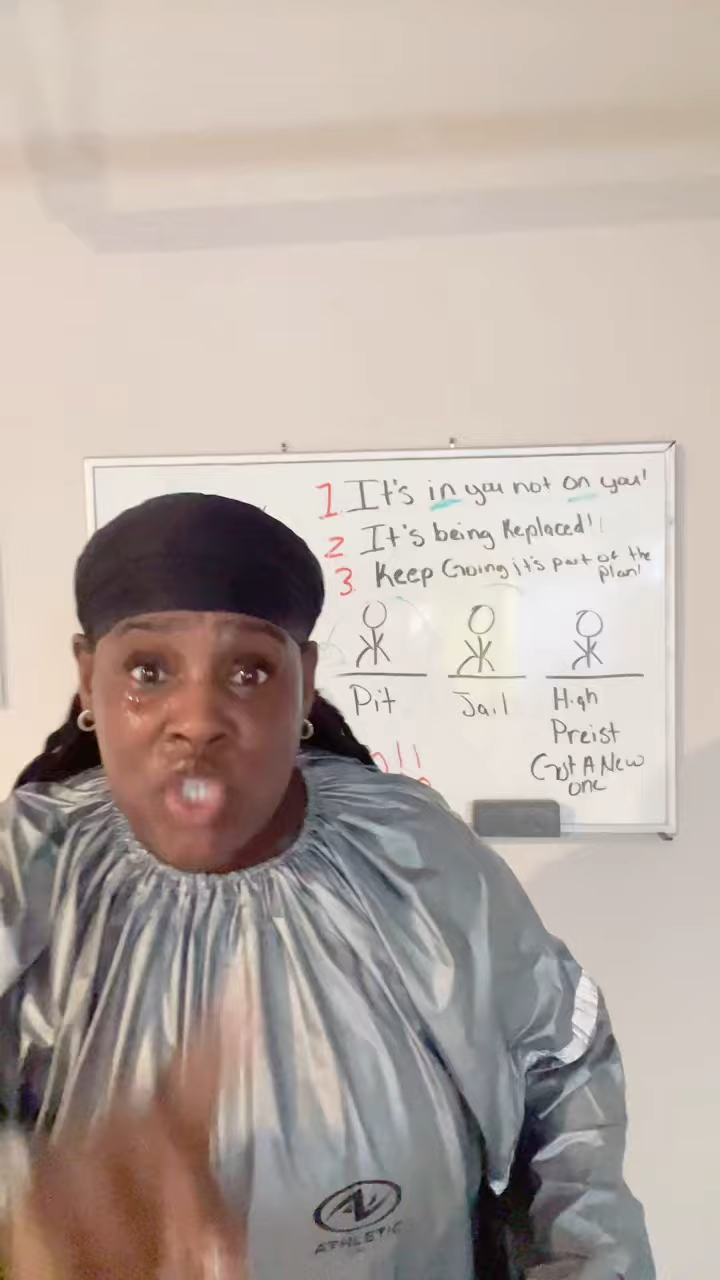 1 It's in you not on you!
2 It's being Replaced!
3. Keep Going it's part of the
plan!
Pit
Jail
High
Preist
Got A New
one
ATHLETIC